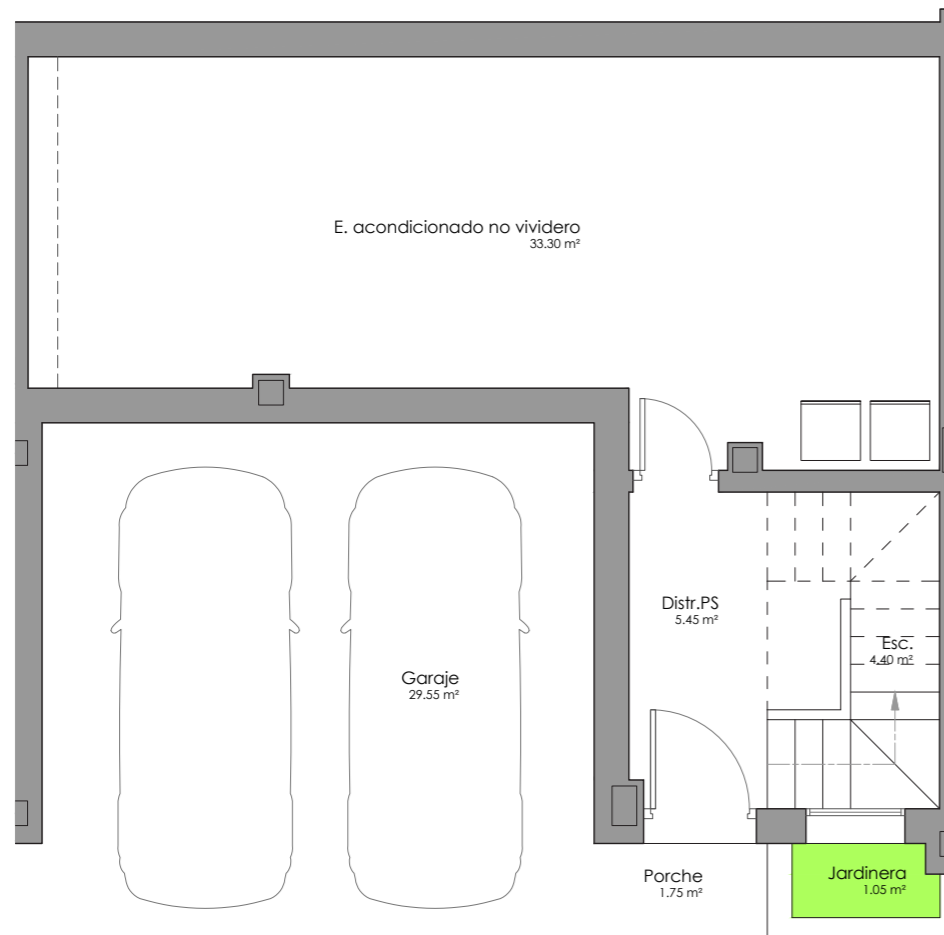 E. acondicionado no vividero
33.30 m²
Distr.PS
5.45 m²
Esc.
4.40 m²
Garaje
29.55 m²
Porche
1.75 m²
Jardinera
1.05 m²